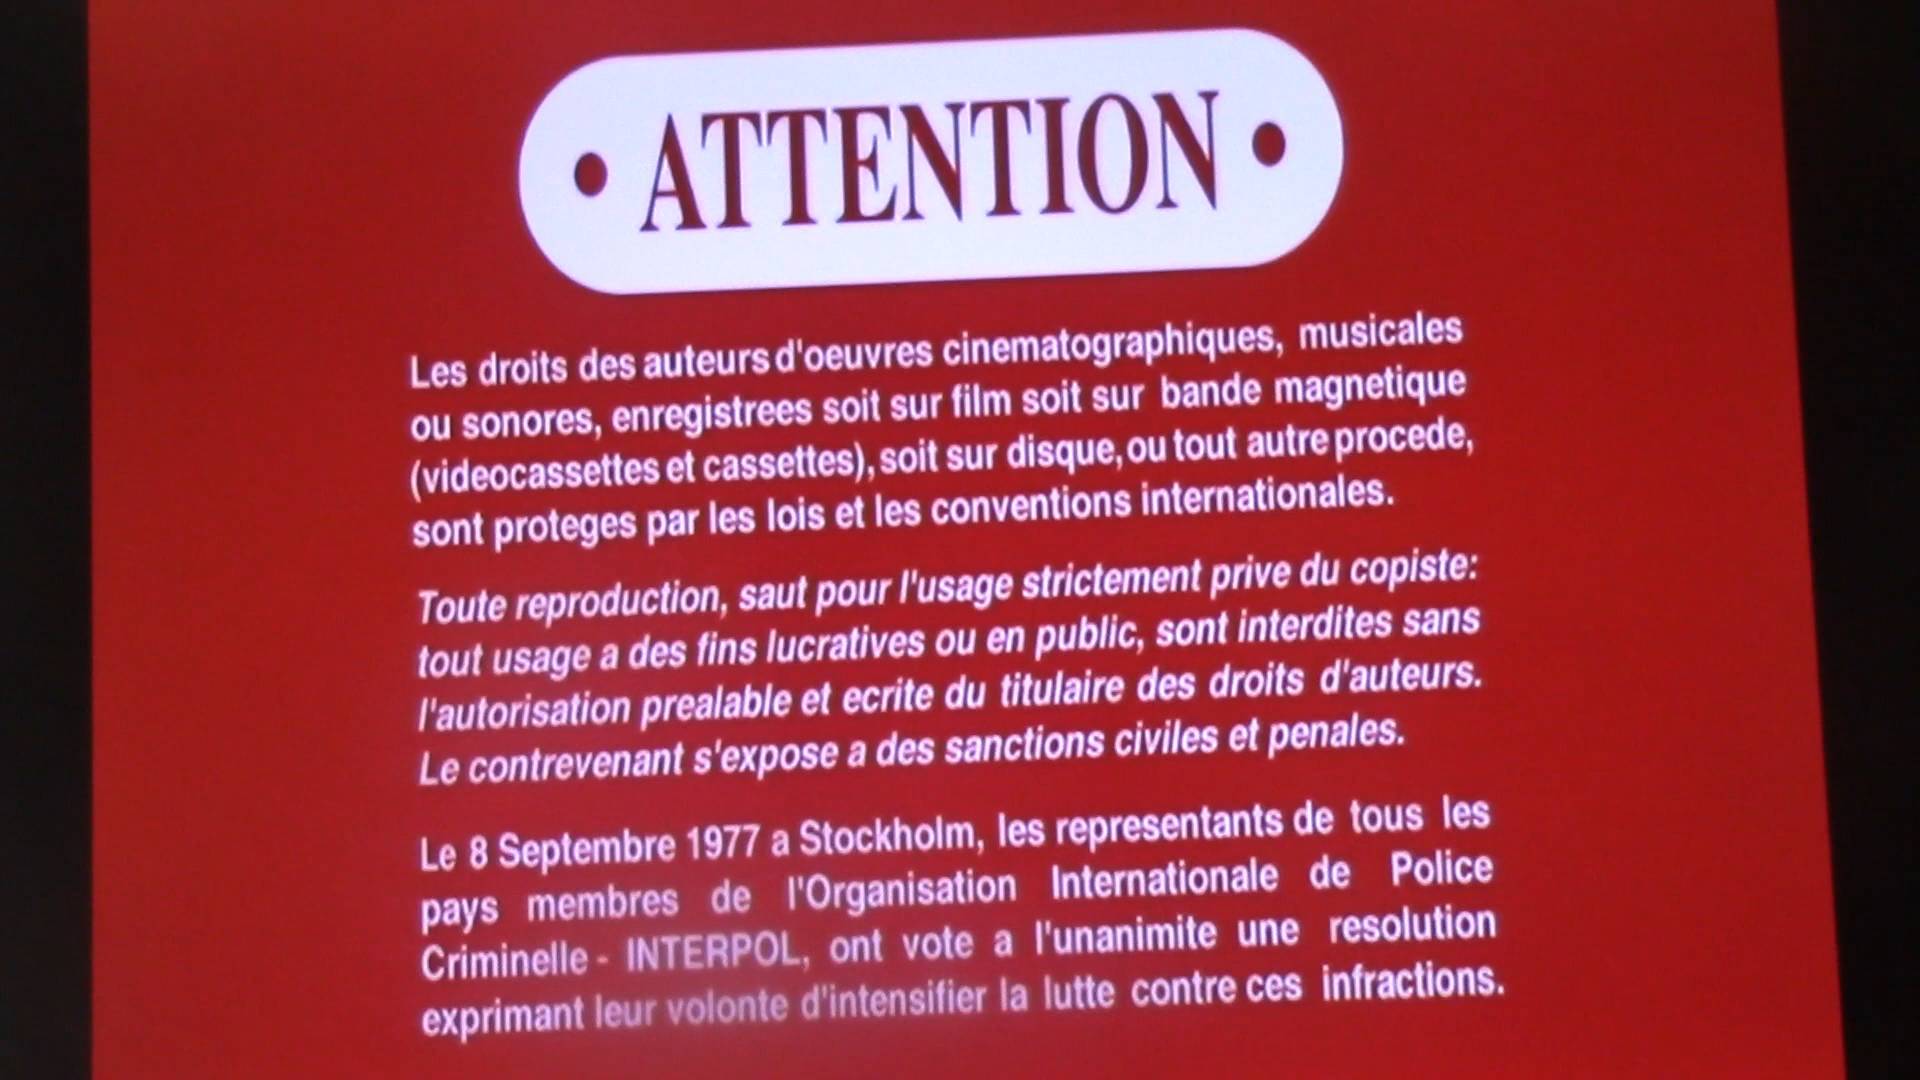 • ATTENTION •
Les droits des auteurs d'oeuvres cinematographiques, musicales
ou sonores, enregistrees soit sur film soit sur bande magnetique
(videocassettes et cassettes), soit sur disque, ou tout autre procede,
sont proteges par les lois et les conventions internationales.
Toute reproduction, saut pour l'usage strictement prive du copiste:
tout usage a des fins lucratives ou en public, sont interdites sans
l'autorisation prealable et ecrite du titulaire des droits d'auteurs.
Le contrevenant s'expose a des sanctions civiles et penales.
Le 8 Septembre 1977 a Stockholm, les representants de tous les
pays membres de l'Organisation Internationale de Police
Criminelle - INTERPOL, ont vote a l'unanimite une resolution
exprimant leur volonte d'intensifier la lutte contre ces infractions.